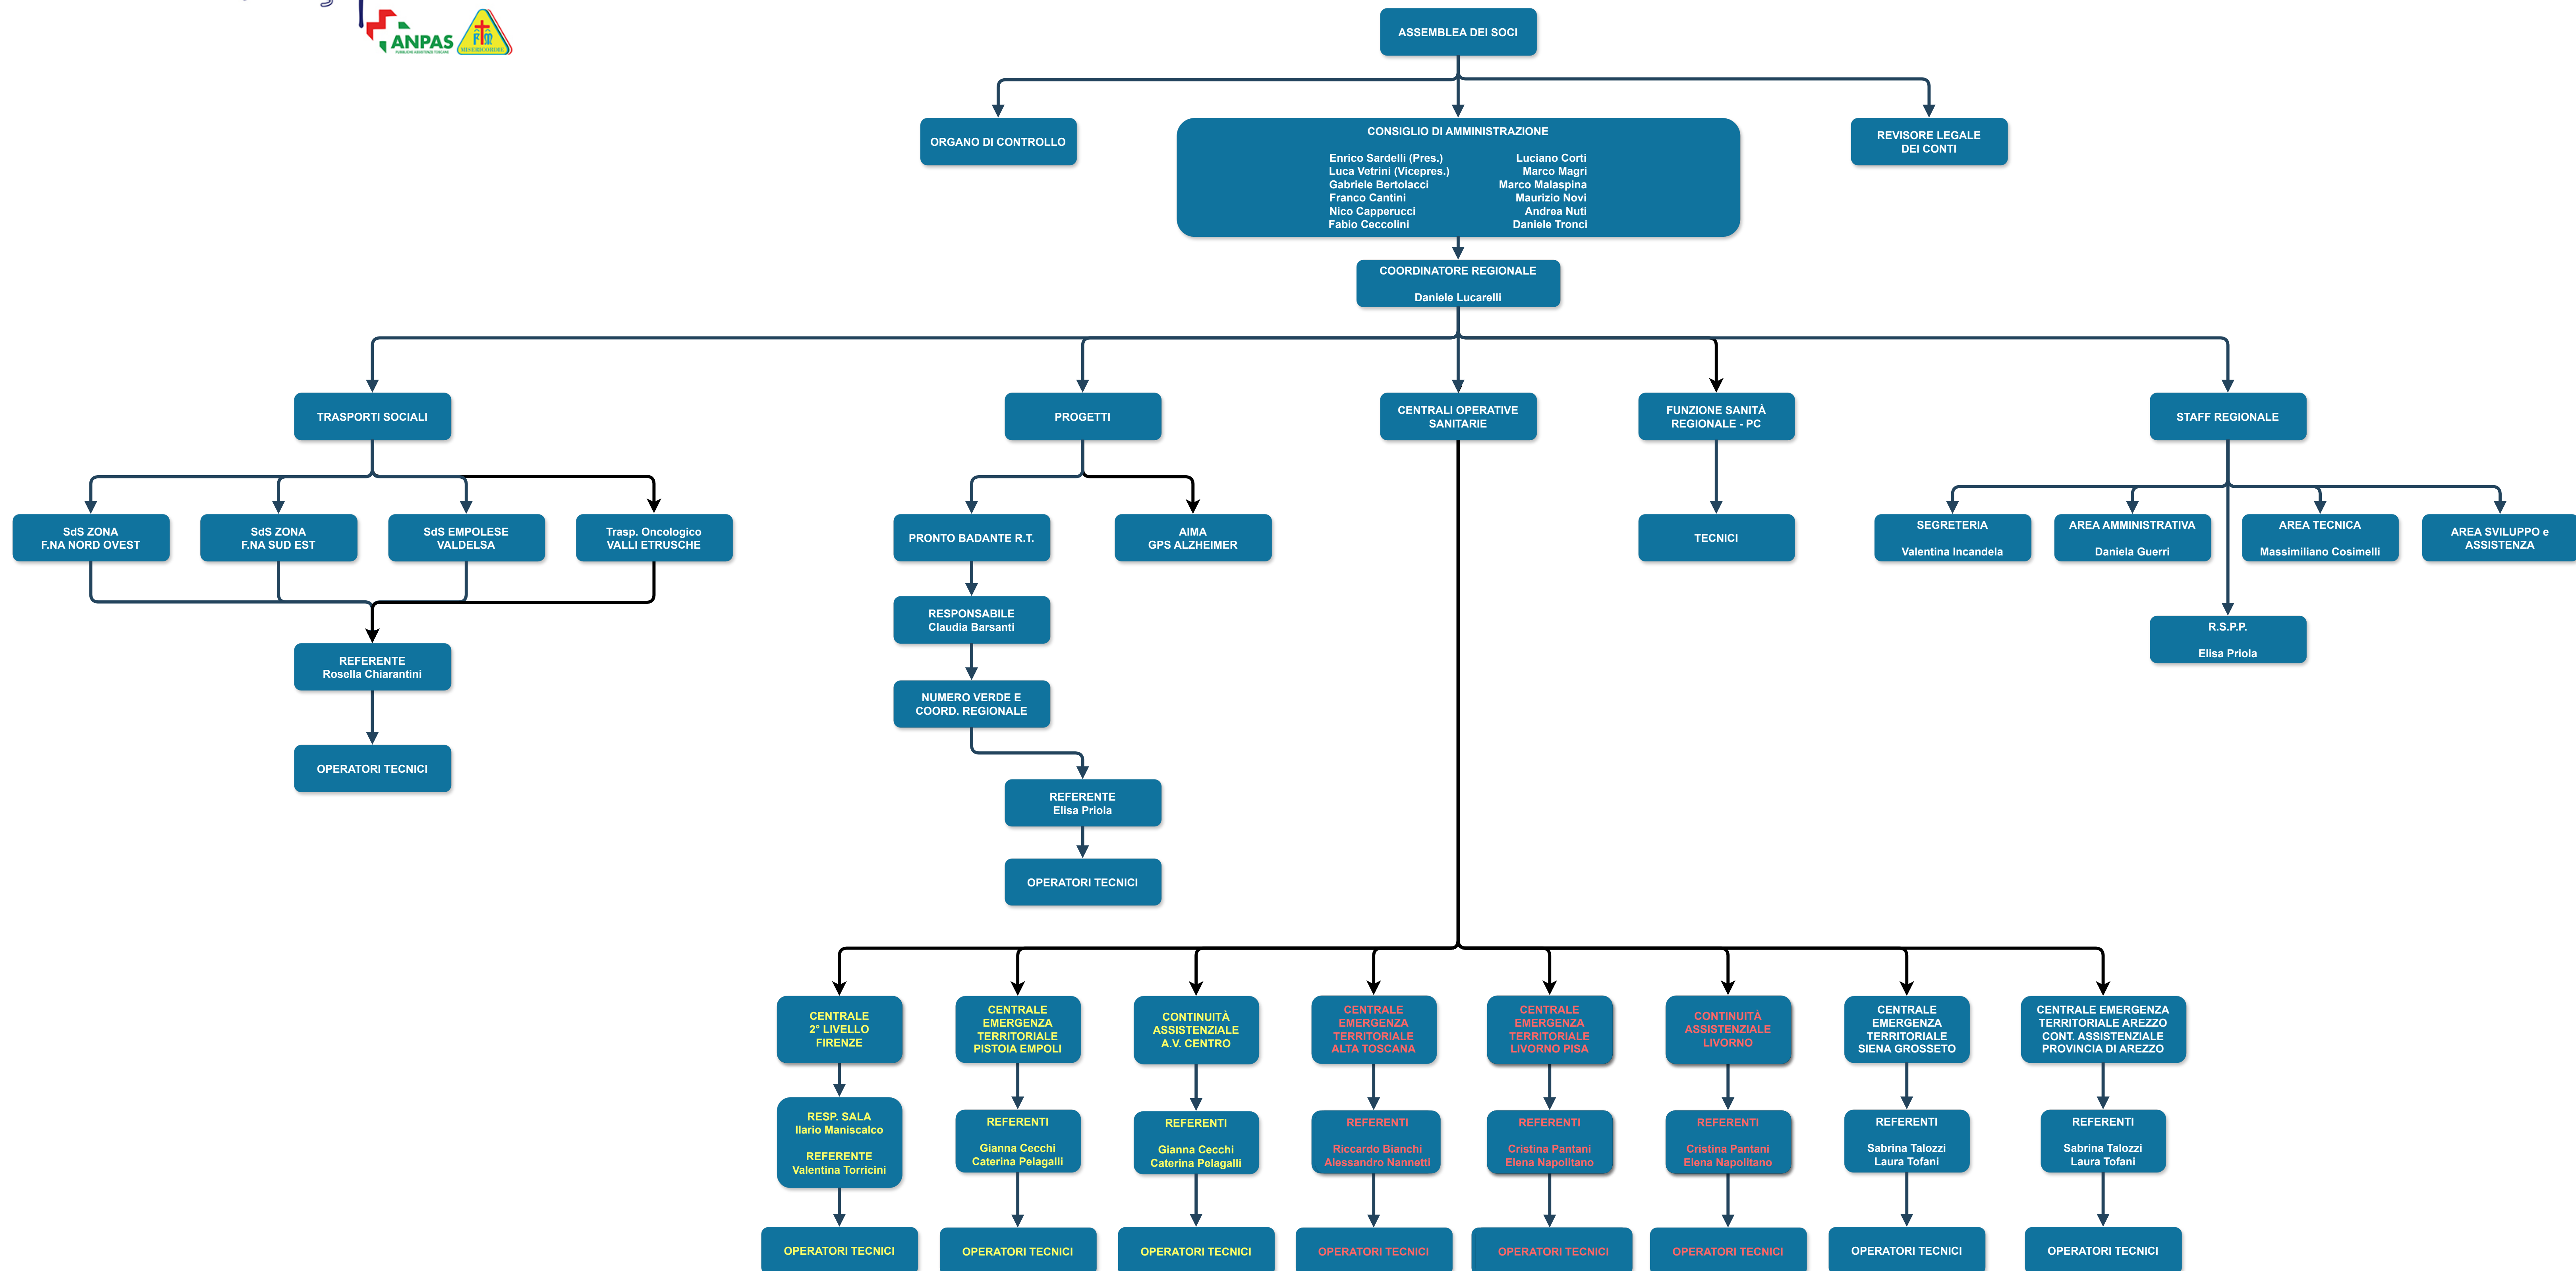 ANPAS
PUBBLICHE ASSISTENZE TOSCANE
MISERICORDIE
ASSEMBLEA DEI SOCI
ORGANO DI CONTROLLO
CONSIGLIO DI AMMINISTRAZIONE
Enrico Sardelli (Pres.) Luciano Corti
Luca Vetrini (Vicepres.) Marco Magri
Gabriele Bertolacci Marco Malaspina
Franco Cantini Maurizio Novi
Nico Capperucci Andrea Nuti
Fabio Ceccolini Daniele Tronci
REVISORE LEGALE
DEI CONTI
COORDINATORE REGIONALE
Daniele Lucarelli
TRASPORTI SOCIALI
PROGETTI
CENTRALI OPERATIVE
SANITARIE
FUNZIONE SANITÀ
REGIONALE - PC
STAFF REGIONALE
SdS ZONA
F.NA NORD OVEST
SdS ZONA
F.NA SUD EST
SdS EMPOLESE
VALDELSA
Trasp. Oncologico
VALLI ETRUSCHE
PRONTO BADANTE R.T.
AIMA
GPS ALZHEIMER
TECNICI
SEGRETERIA
Valentina Incandela
AREA AMMINISTRATIVA
Daniela Guerri
AREA TECNICA
Massimiliano Cosimelli
AREA SVILUPPO e
ASSISTENZA
RESPONSABILE
Claudia Barsanti
R.S.P.P.
Elisa Priola
REFERENTE
Rosella Chiarantini
NUMERO VERDE E
COORD. REGIONALE
OPERATORI TECNICI
REFERENTE
Elisa Priola
OPERATORI TECNICI
CENTRALE
2° LIVELLO
FIRENZE
CENTRALE
EMERGENZA
TERRITORIALE
PISTOIA EMPOLI
CONTINUITÀ
ASSISTENZIALE
A.V. CENTRO
CENTRALE
EMERGENZA
TERRITORIALE
ALTA TOSCANA
CENTRALE
EMERGENZA
TERRITORIALE
LIVORNO PISA
CONTINUITÀ
ASSISTENZIALE
LIVORNO
CENTRALE
EMERGENZA
TERRITORIALE
SIENA GROSSETO
CENTRALE EMERGENZA
TERRITORIALE AREZZO
CONT. ASSISTENZIALE
PROVINCIA DI AREZZO
RESP. SALA
Ilario Maniscalco
REFERENTE
Valentina Torricini
REFERENTI
Gianna Cecchi
Caterina Pelagalli
REFERENTI
Gianna Cecchi
Caterina Pelagalli
REFERENTI
Riccardo Bianchi
Alessandro Nannetti
REFERENTI
Cristina Pantani
Elena Napolitano
REFERENTI
Cristina Pantani
Elena Napolitano
REFERENTI
Sabrina Talozzi
Laura Tofani
REFERENTI
Sabrina Talozzi
Laura Tofani
OPERATORI TECNICI
OPERATORI TECNICI
OPERATORI TECNICI
OPERATORI TECNICI
OPERATORI TECNICI
OPERATORI TECNICI
OPERATORI TECNICI
OPERATORI TECNICI